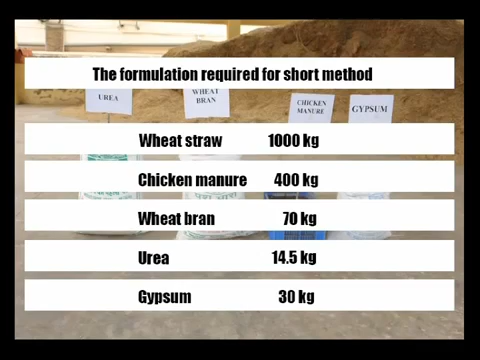 The formulation required for short method
UREA
WHEAT
BRAN
CHICKEN
MANURE
GYPSUM
Wheat straw 1000 kg
Chicken manure 400 kg
Wheat bran 70 kg
Urea 14.5 kg
Gypsum 30 kg